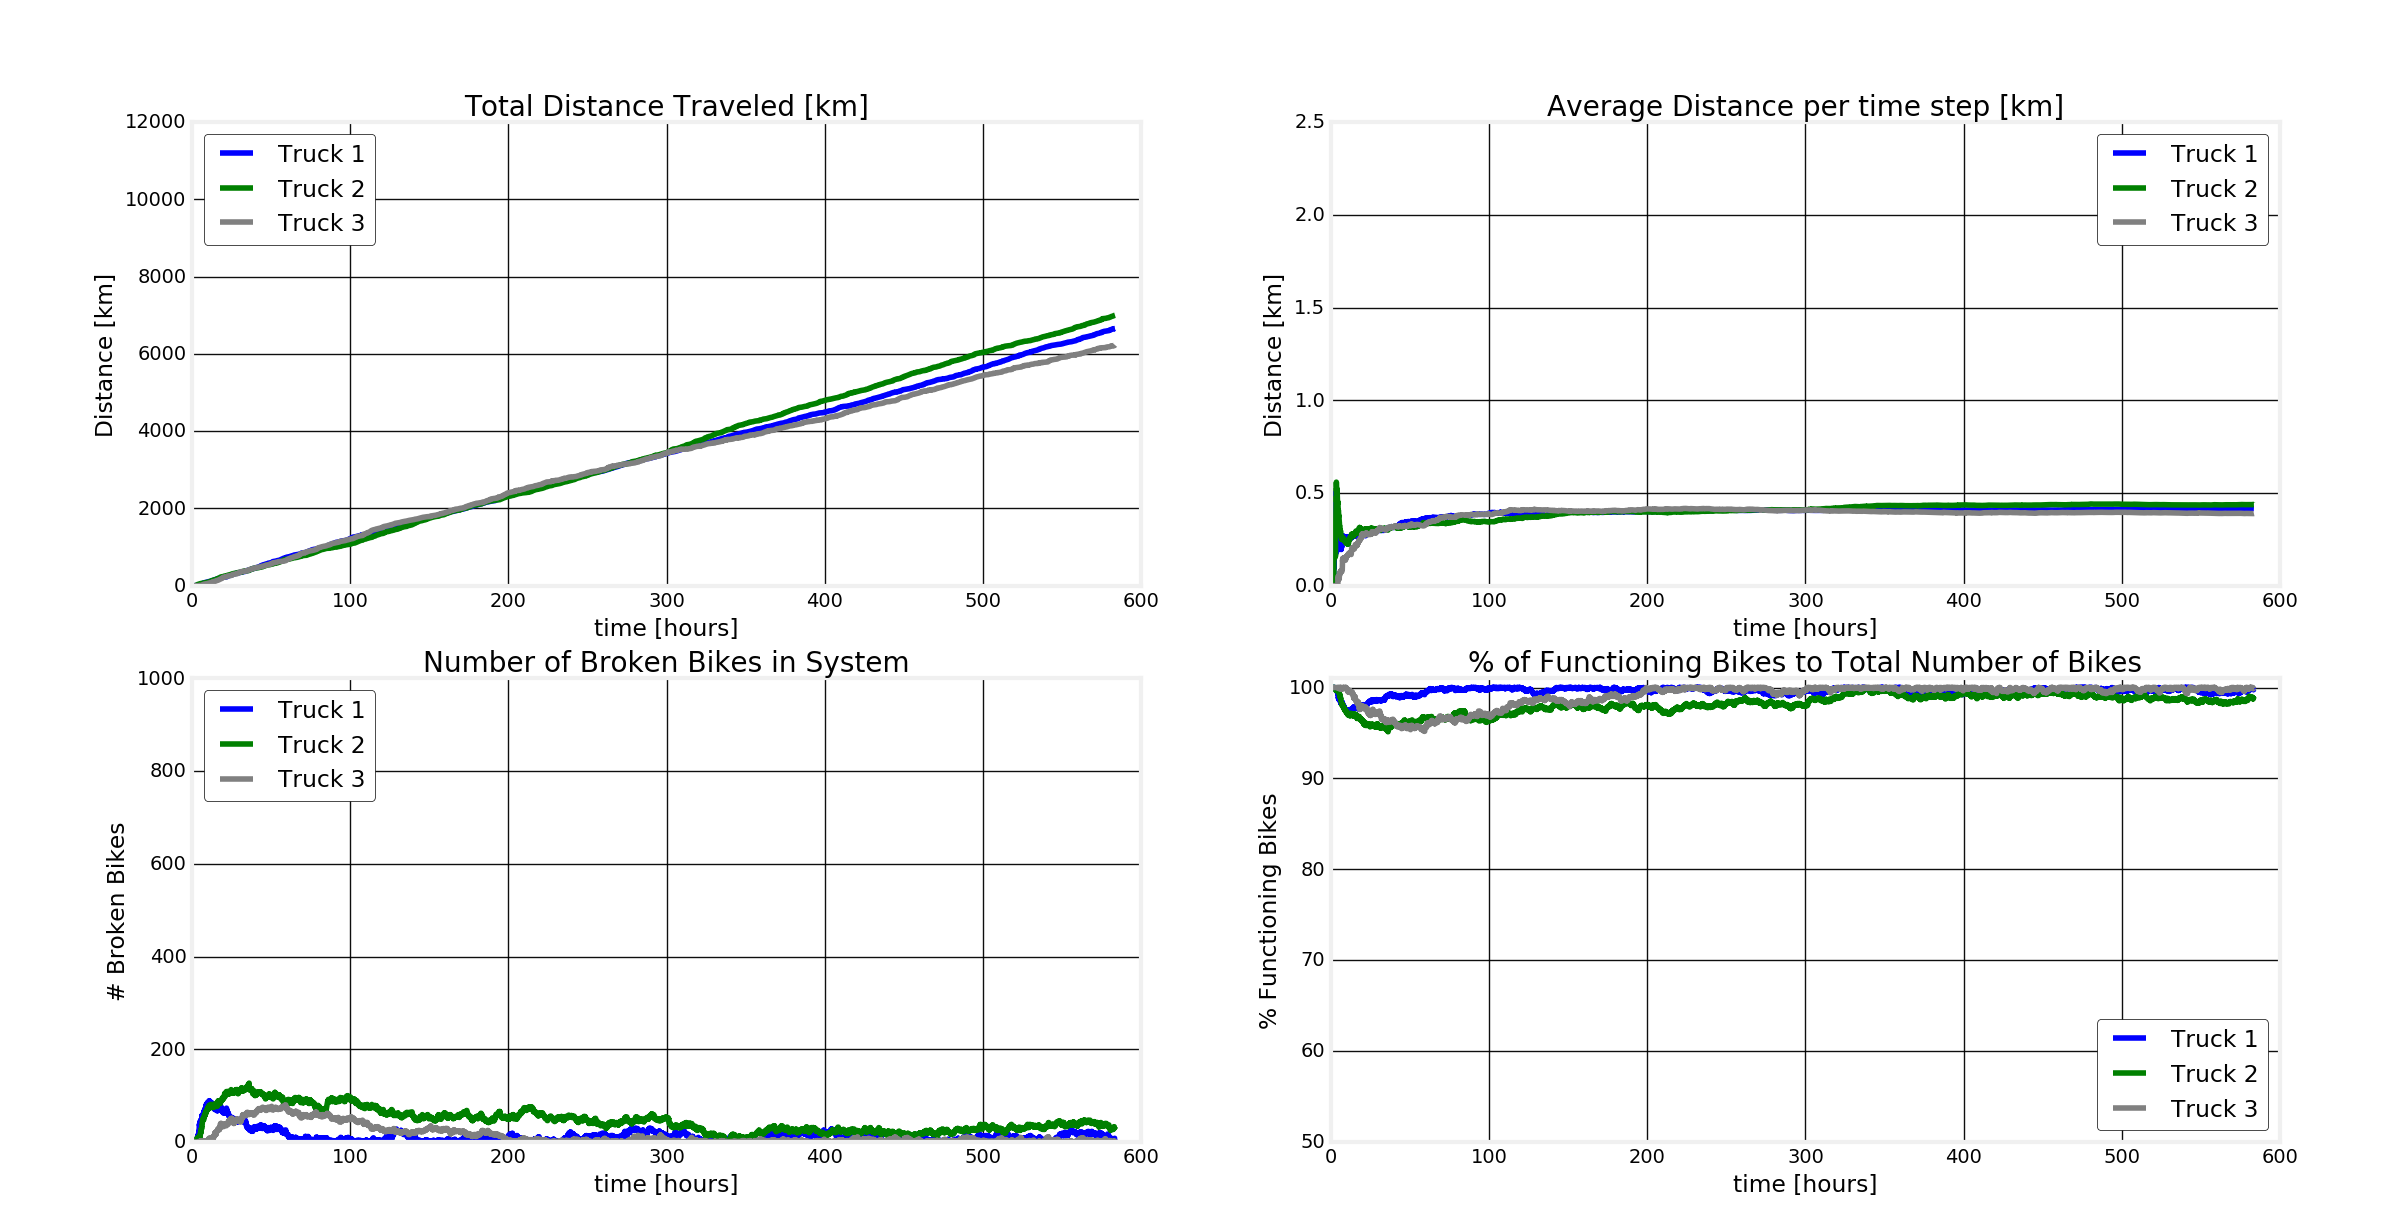 Total Distance Traveled [km]
12000
10000
8000
6000
4000
2000
0
Distance [km]
Truck 1
Truck 2
Truck 3
0 100 200 300 400 500 600
time [hours]
Average Distance per time step [km]
2.5
2.0
1.5
1.0
0.5
0.0
Distance [km]
Truck 1
Truck 2
Truck 3
0 100 200 300 400 500 600
time [hours]
Number of Broken Bikes in System
1000
800
600
400
200
0
# Broken Bikes
Truck 1
Truck 2
Truck 3
0 100 200 300 400 500 600
time [hours]
% of Functioning Bikes to Total Number of Bikes
100
90
80
70
60
50
% Functioning Bikes
Truck 1
Truck 2
Truck 3
0 100 200 300 400 500 600
time [hours]